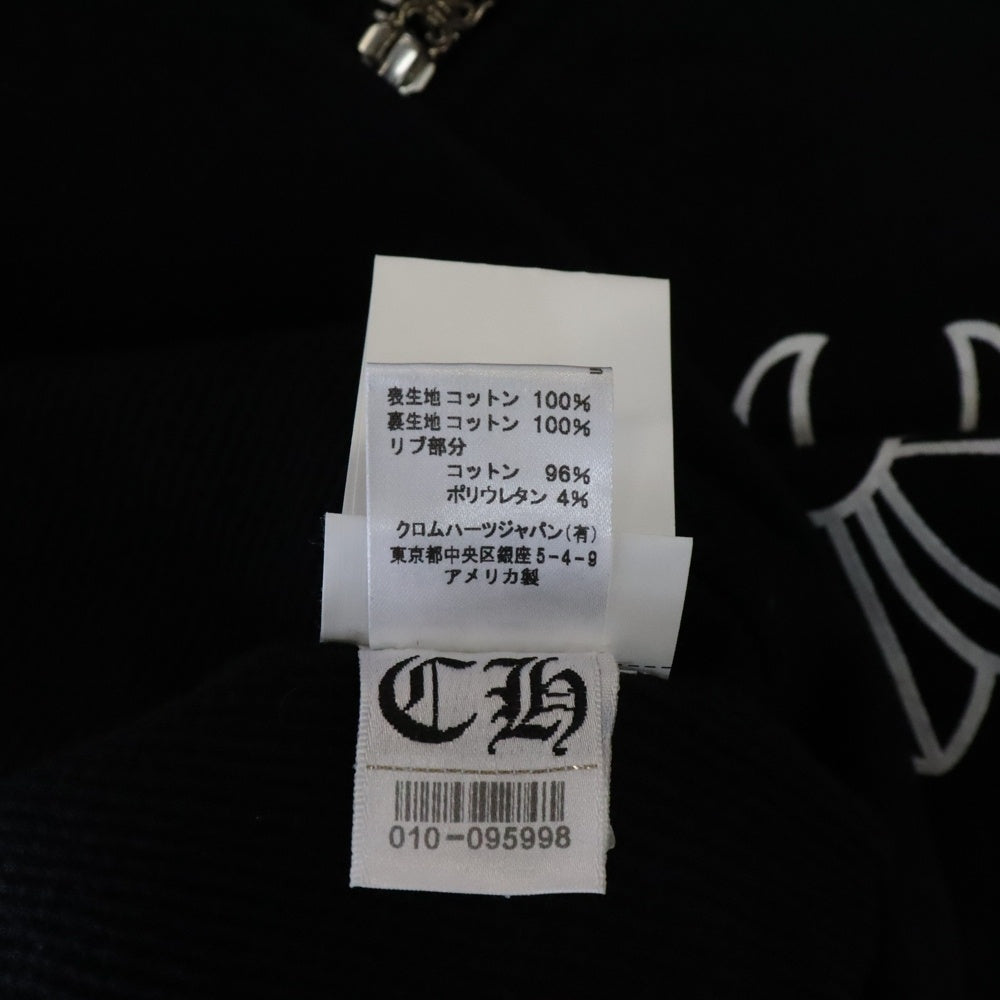 表生地 コットン 100%
裏生地 コットン 100%
リブ部分
コットン 96%
ポリウレタン 4%
クロムハーツジャパン(有)
東京都中央区銀座5-4-9
アメリカ製
CH
010-095998